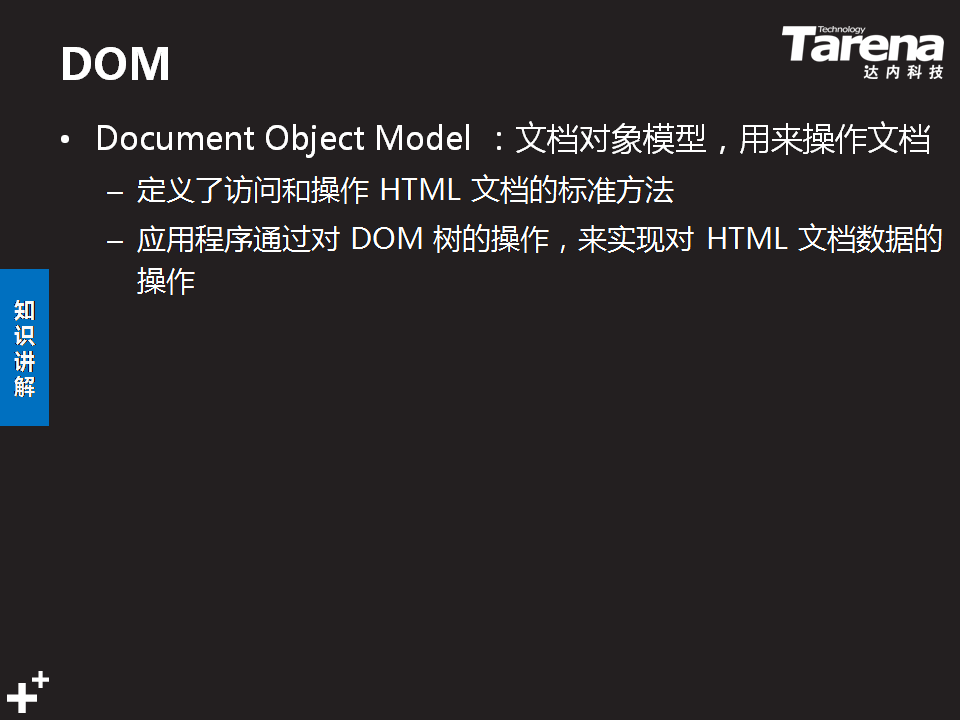 DOM
Technology
Tarena
达内科技
• Document Object Model ：文档对象模型，用来操作文档
– 定义了访问和操作 HTML 文档的标准方法
– 应用程序通过对 DOM 树的操作，来实现对 HTML 文档数据的
操作
知
识
讲
解